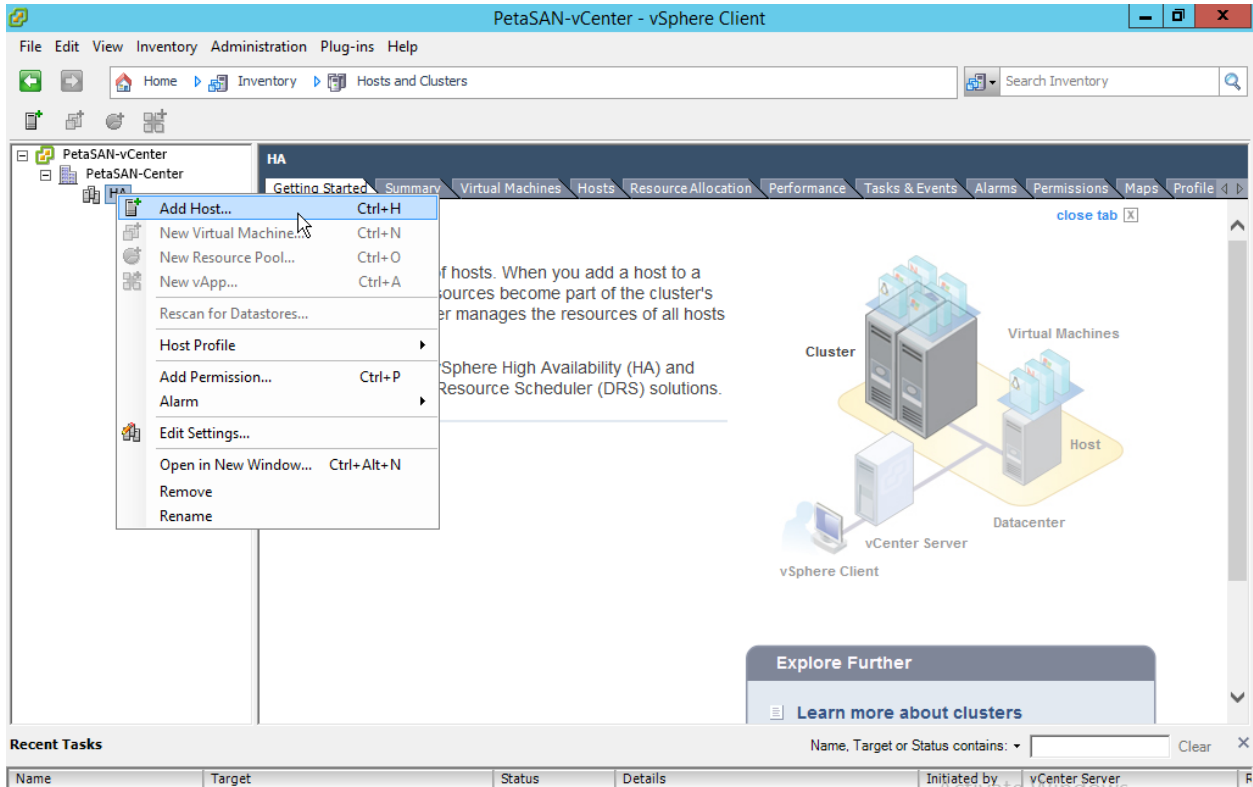 PetaSAN-vCenter - vSphere Client
File Edit View Inventory Administration Plug-ins Help
Home Inventory Hosts and Clusters Search Inventory
PetaSAN-vCenter
PetaSAN-Center
HA
HA
Getting Started Summary Virtual Machines Hosts Resource Allocation Performance Tasks & Events Alarms Permissions Maps Profile
close tab X
Add Host... Ctrl+H
New Virtual Machine... Ctrl+N
New Resource Pool... Ctrl+O
New vApp... Ctrl+A
Rescan for Datastores...
Host Profile
Add Permission... Ctrl+P
Alarm
Edit Settings...
Open in New Window... Ctrl+Alt+N
Remove
Rename
of hosts. When you add a host to a
sources become part of the cluster's
er manages the resources of all hosts
vSphere High Availability (HA) and
Resource Scheduler (DRS) solutions.
Virtual Machines
Cluster
Host
Datacenter
vCenter Server
vSphere Client
Explore Further
Learn more about clusters
Recent Tasks Name, Target or Status contains: Clear
Name Target Status Details Initiated by vCenter Server